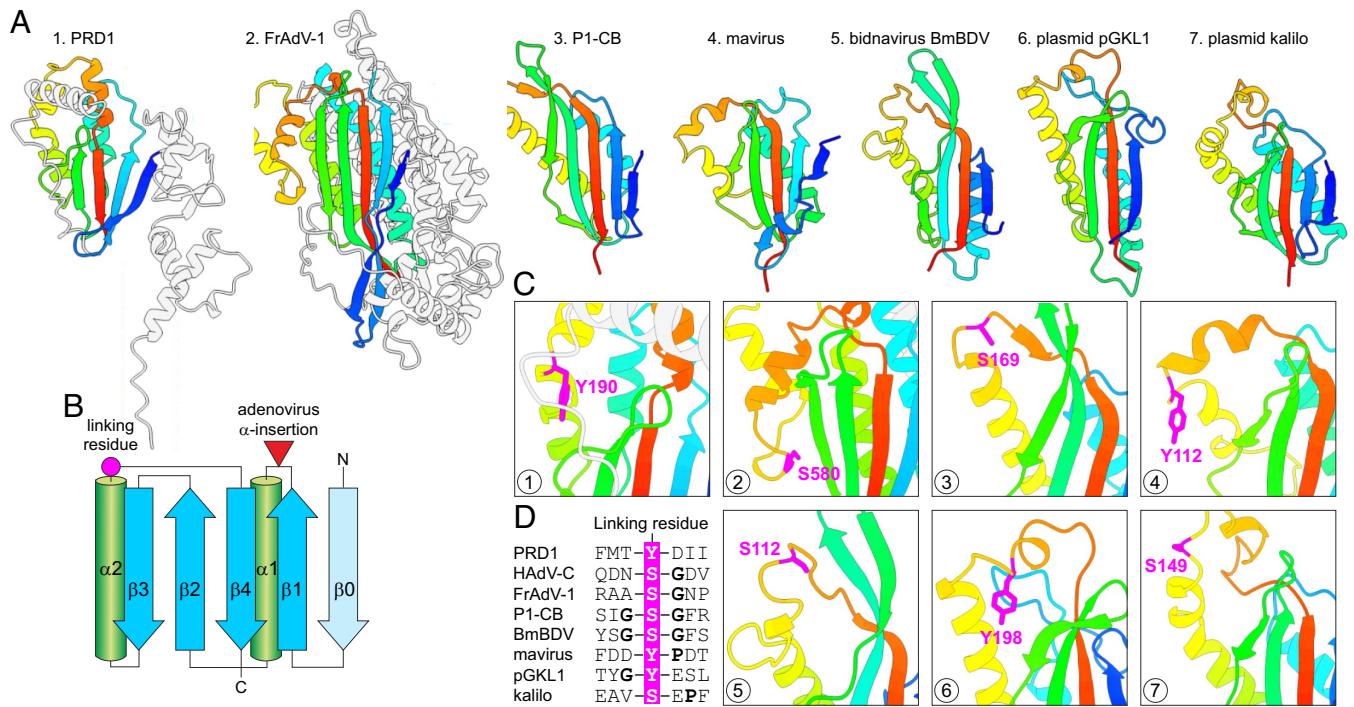 A
1. PRD1
2. FrAdV-1
3. P1-CB
4. mavirus
5. bidnavirus BmBDV
6. plasmid pGKL1
7. plasmid kalilo
B
linking
residue
adenovirus
α-insertion
N
α2
β3
β2
β4
α1
β1
β0
C
C
Y190
1
S580
2
S169
3
Y112
4
D
Linking residue
PRD1 FMT–Y–DII
HAdV-C QDN–S–GDV
FrAdV-1 RAA–S–GNP
P1-CB SIG–S–GFR
BmBDV YSG–S–GFS
mavirus FDD–Y–PDT
pGKL1 TYG–Y–ESL
kalilo EAV–S–EPF
S112
5
Y198
6
S149
7